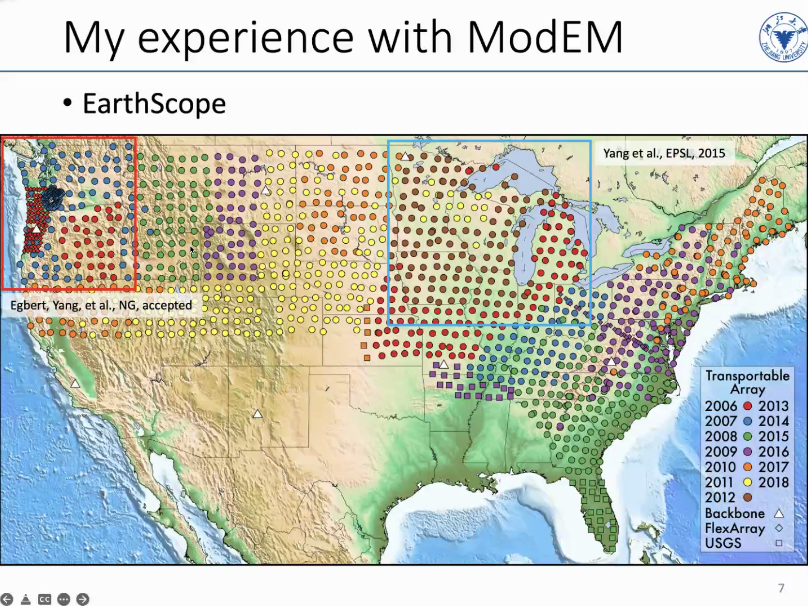 My experience with ModEM
• EarthScope
Yang et al., EPSL, 2015
Egbert, Yang, et al., NG, accepted
Transportable
Array
2006 2013
2007 2014
2008 2015
2009 2016
2010 2017
2011 2018
2012
Backbone
FlexArray
USGS
7
CC